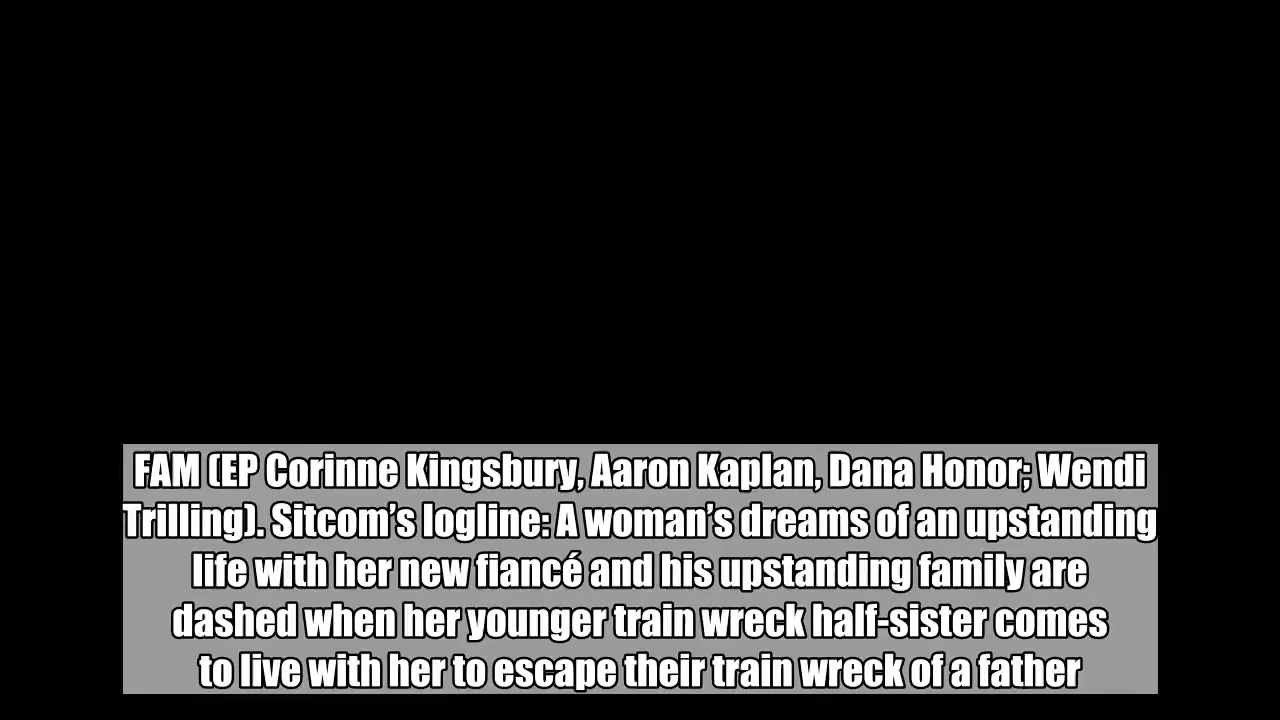 FAM (EP Corinne Kingsbury, Aaron Kaplan, Dana Honor; Wendi
Trilling). Sitcom’s logline: A woman’s dreams of an upstanding
life with her new fiancé and his upstanding family are
dashed when her younger train wreck half-sister comes
to live with her to escape their train wreck of a father